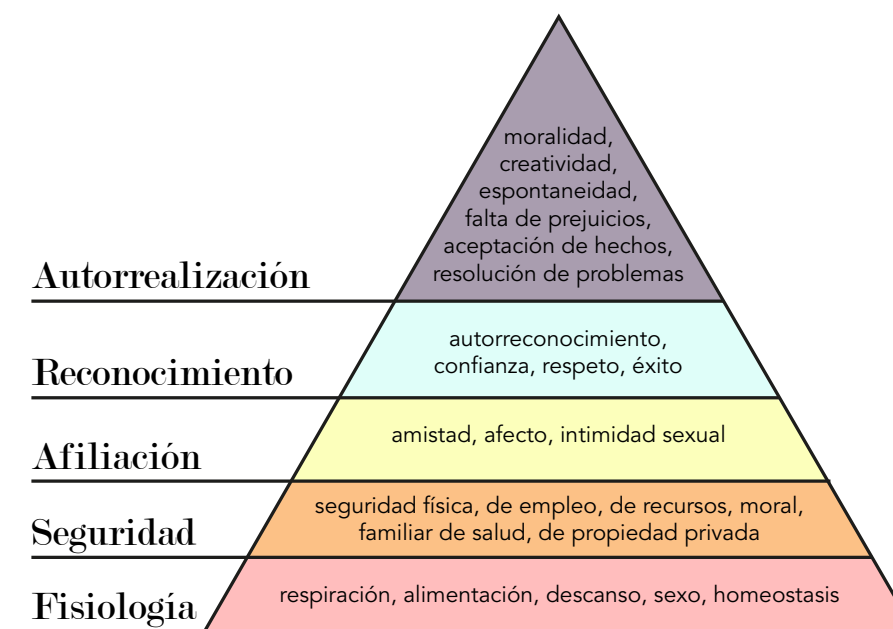 moralidad,
creatividad,
espontaneidad,
falta de prejuicios,
aceptación de hechos,
resolución de problemas
Autorrealización
autorreconocimiento,
confianza, respeto, éxito
Reconocimiento
amistad, afecto, intimidad sexual
Afiliación
seguridad física, de empleo, de recursos, moral,
familiar de salud, de propiedad privada
Seguridad
respiración, alimentación, descanso, sexo, homeostasis
Fisiología